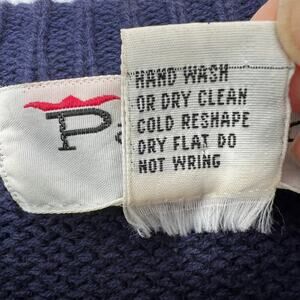 HAND WASH
OR DRY CLEAN
COLD RESHAPE
DRY FLAT DO
NOT WRING